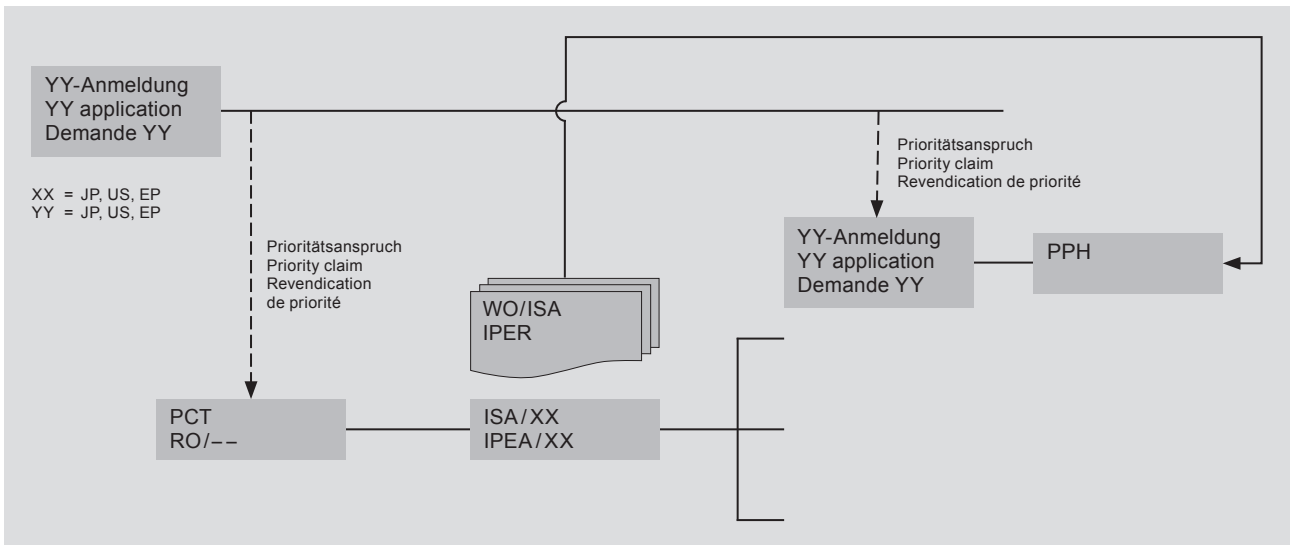 YY-Anmeldung
YY application
Demande YY
XX = JP, US, EP
YY = JP, US, EP
Prioritätsanspruch
Priority claim
Revendication
de priorité
Prioritätsanspruch
Priority claim
Revendication de priorité
YY-Anmeldung
YY application
Demande YY
PPH
WO/ISA
IPER
PCT
RO/– –
ISA/XX
IPEA/XX